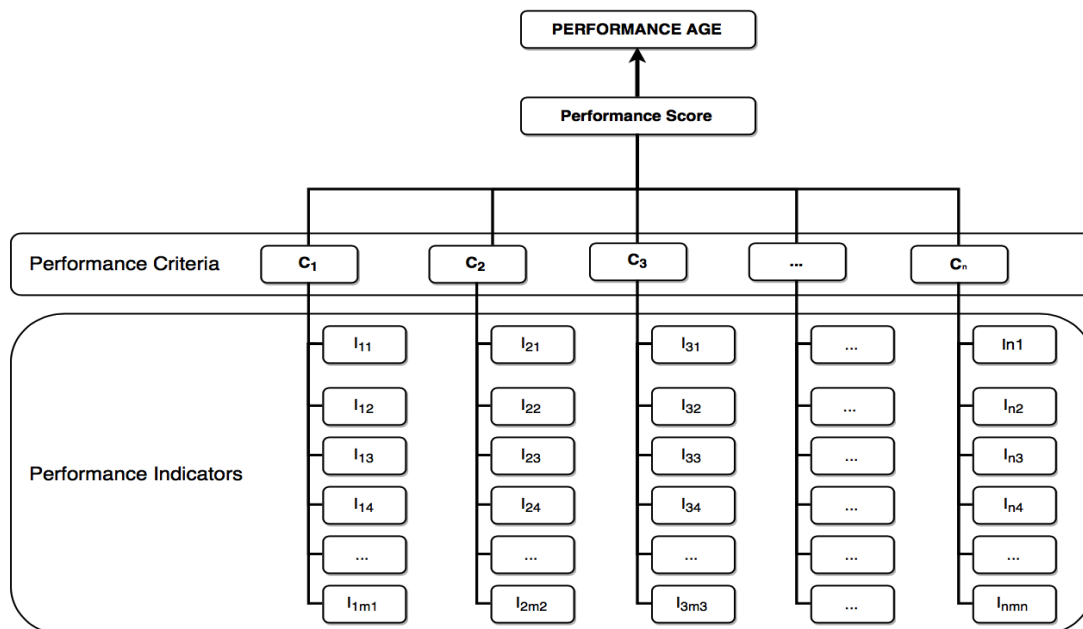 PERFORMANCE AGE
Performance Score
Performance Criteria C₁ C₂ C₃ ... Cₙ
I₁₁ I₂₁ I₃₁ ... In1
I₁₂ I₂₂ I₃₂ ... Iₙ₂
I₁₃ I₂₃ I₃₃ ... Iₙ₃
Performance Indicators
I₁₄ I₂₄ I₃₄ ... Iₙ₄
... ... ... ... ...
I₁ₘ₁ I₂ₘ₂ I₃ₘ₃ ... Iₙₘₙ